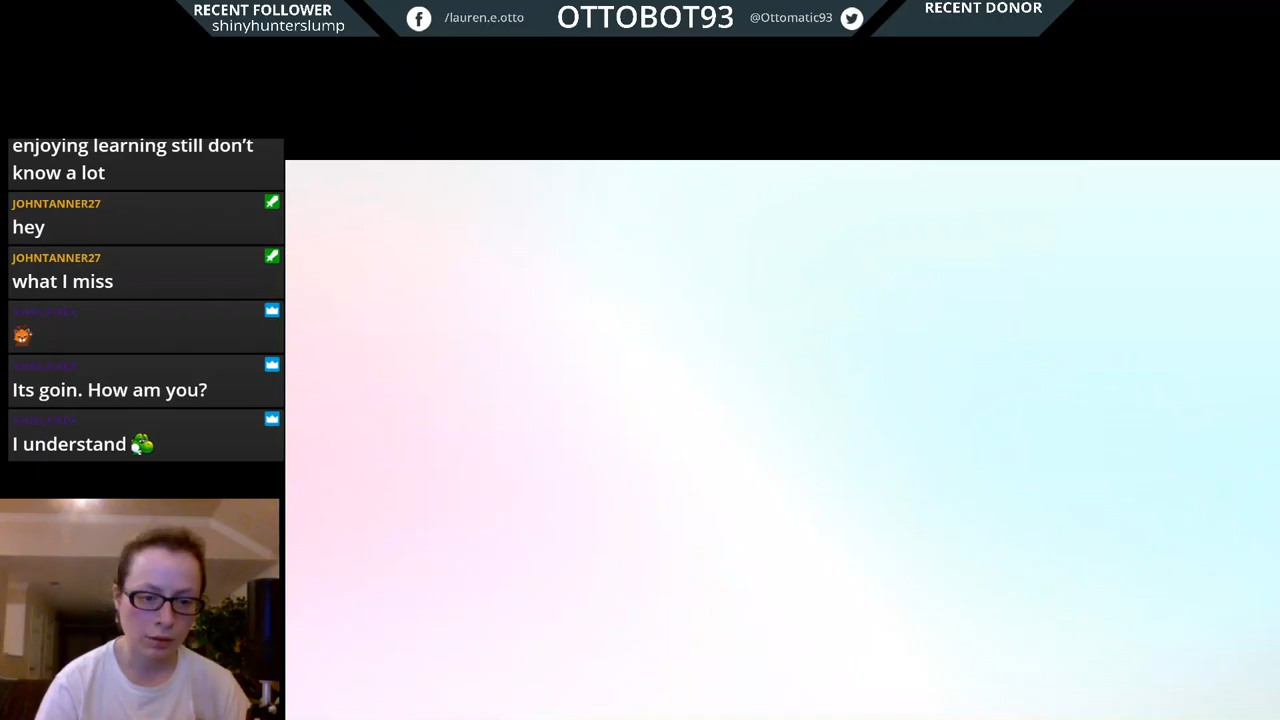 RECENT FOLLOWER
shinyhunterslump
/lauren.e.otto
OTTOBOT93
@Ottomatic93
RECENT DONOR
enjoying learning still don't
know a lot
JOHNTANNER27
hey
JOHNTANNER27
what I miss
Its goin. How am you?
I understand